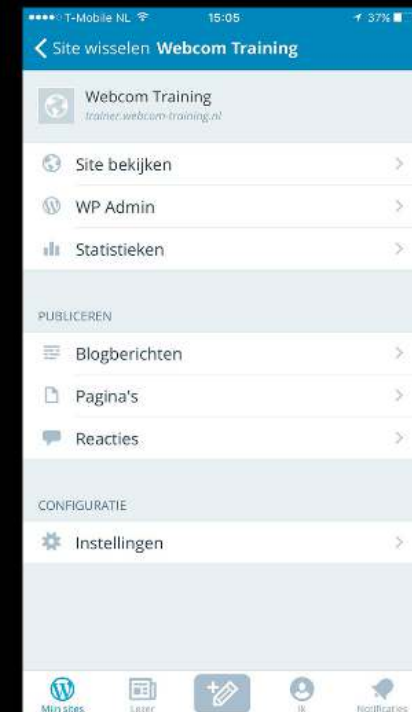 T-Mobile NL 15:05 37%
Site wisselen Webcom Training
Webcom Training
trainer.webcom-training.nl
Site bekijken
WP Admin
Statistieken
PUBLICEREN
Blogberichten
Pagina's
Reacties
CONFIGURATIE
Instellingen
Mijn sites Lezer Ik Notificaties